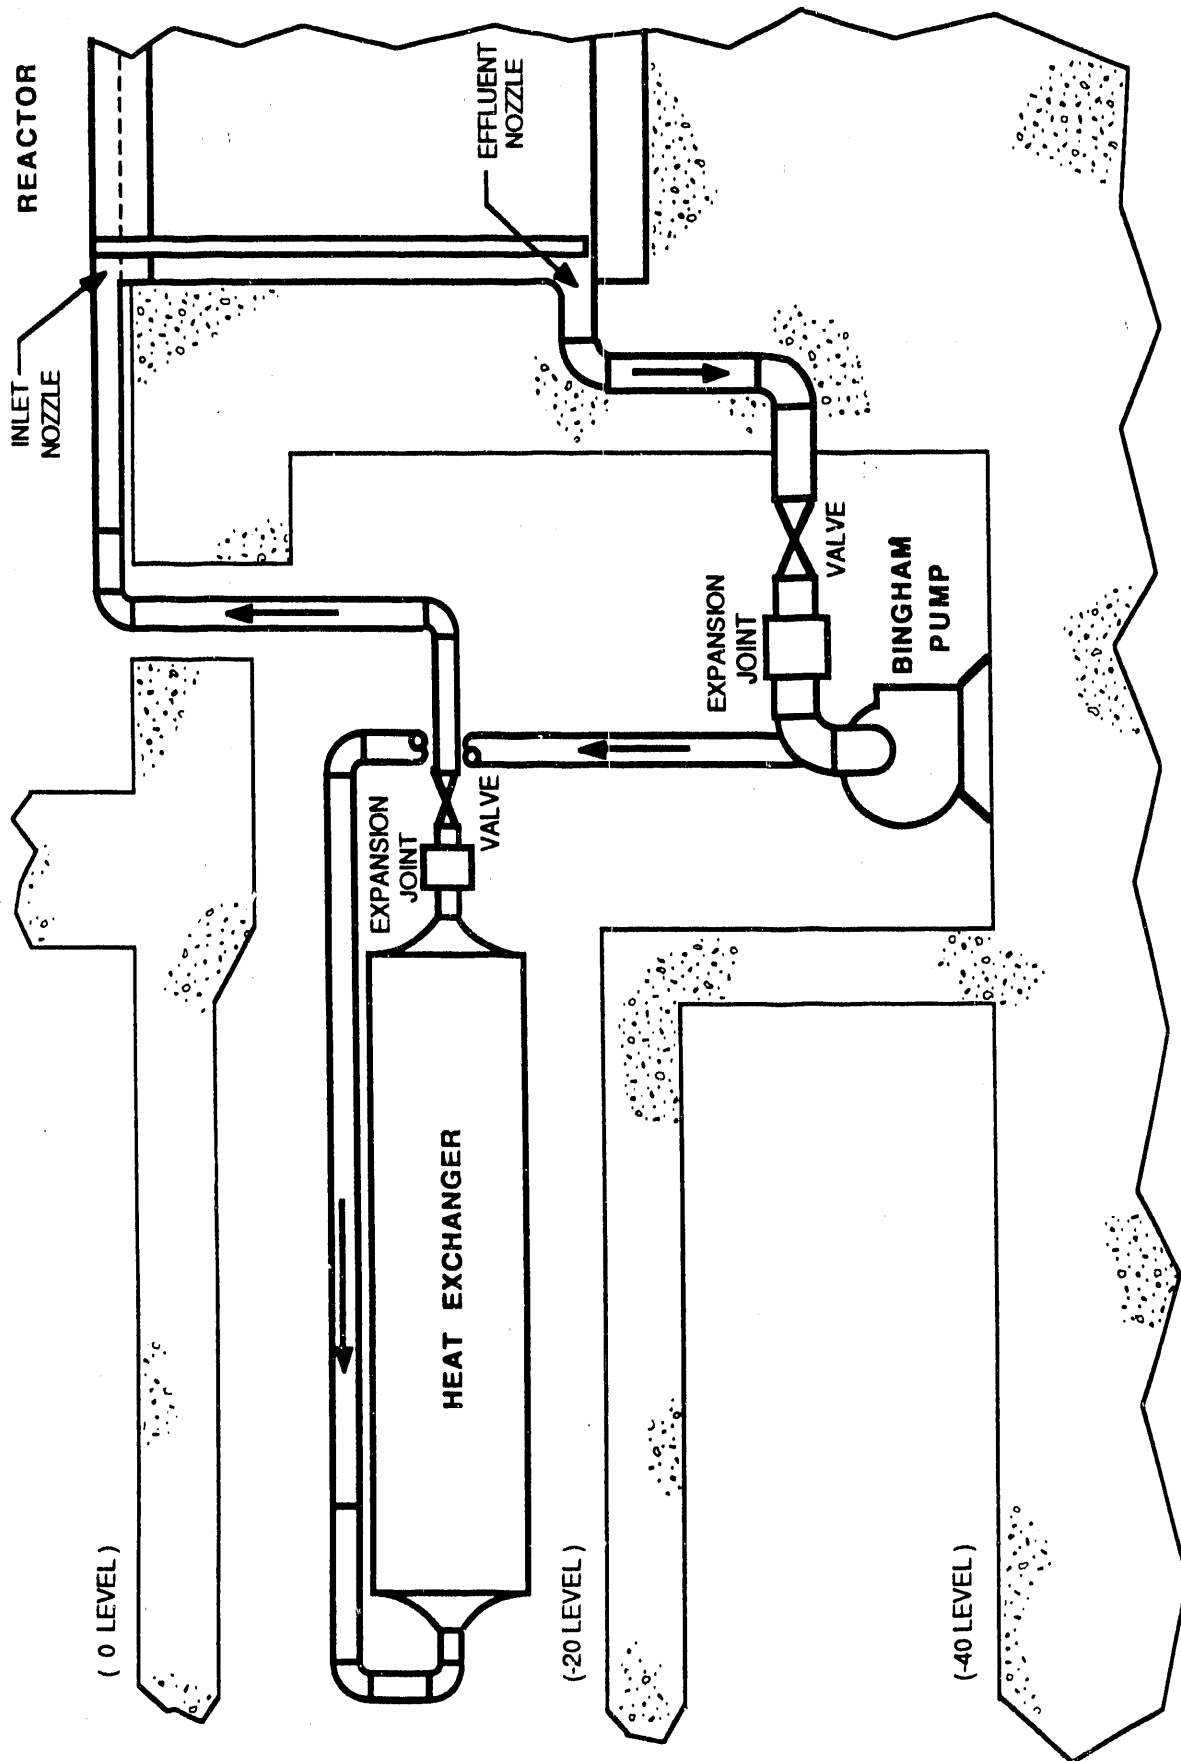 REACTOR
INLET
NOZZLE
EFFLUENT
NOZZLE
EXPANSION
JOINT
VALVE
EXPANSION
JOINT
VALVE
BINGHAM
PUMP
HEAT EXCHANGER
( 0 LEVEL )
(-20 LEVEL )
(-40 LEVEL )